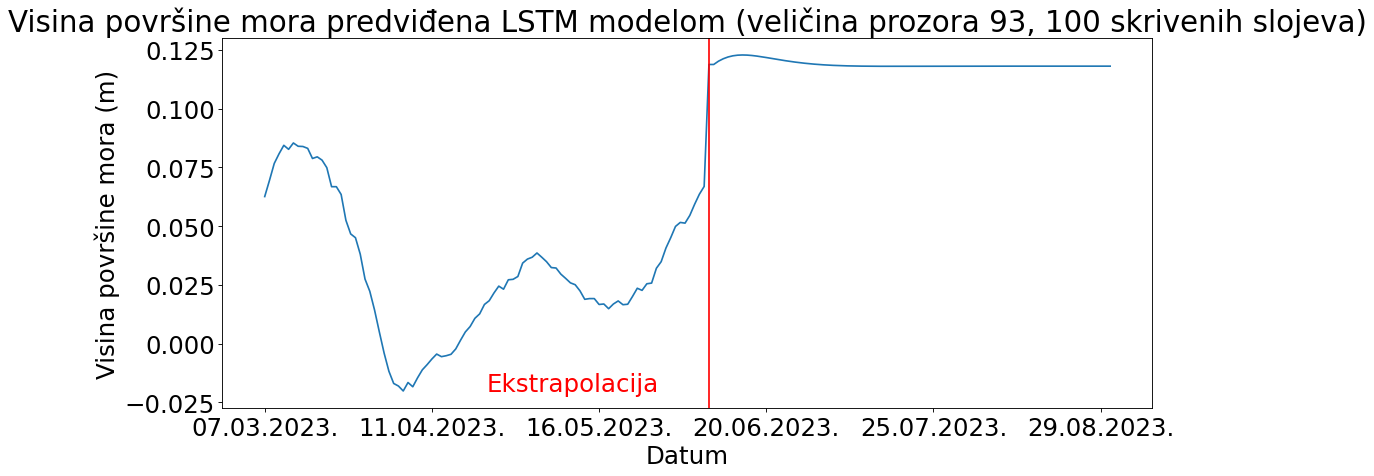 Visina površine mora predviđena LSTM modelom (veličina prozora 93, 100 skrivenih slojeva)
Visina površine mora (m)
0.125
0.100
0.075
0.050
0.025
0.000
−0.025
Ekstrapolacija
07.03.2023. 11.04.2023. 16.05.2023. 20.06.2023. 25.07.2023. 29.08.2023.
Datum